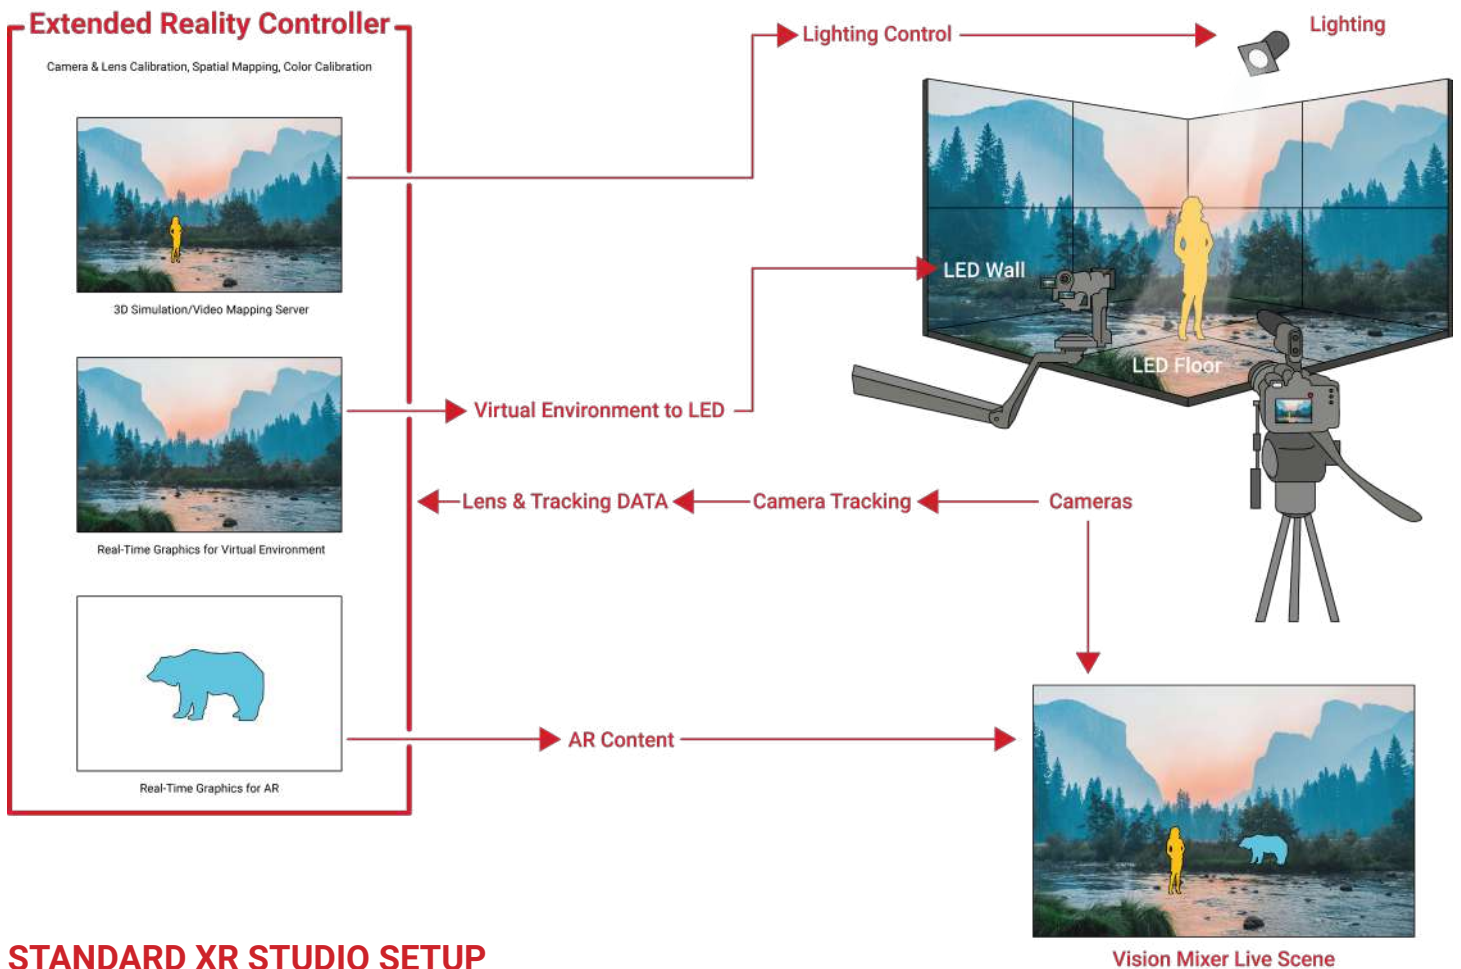 Extended Reality Controller
Camera & Lens Calibration, Spatial Mapping, Color Calibration
3D Simulation/Video Mapping Server
Real-Time Graphics for Virtual Environment
Real-Time Graphics for AR
Lighting Control
Lighting
LED Wall
LED Floor
Virtual Environment to LED
Lens & Tracking DATA
Camera Tracking
Cameras
AR Content
Vision Mixer Live Scene
STANDARD XR STUDIO SETUP